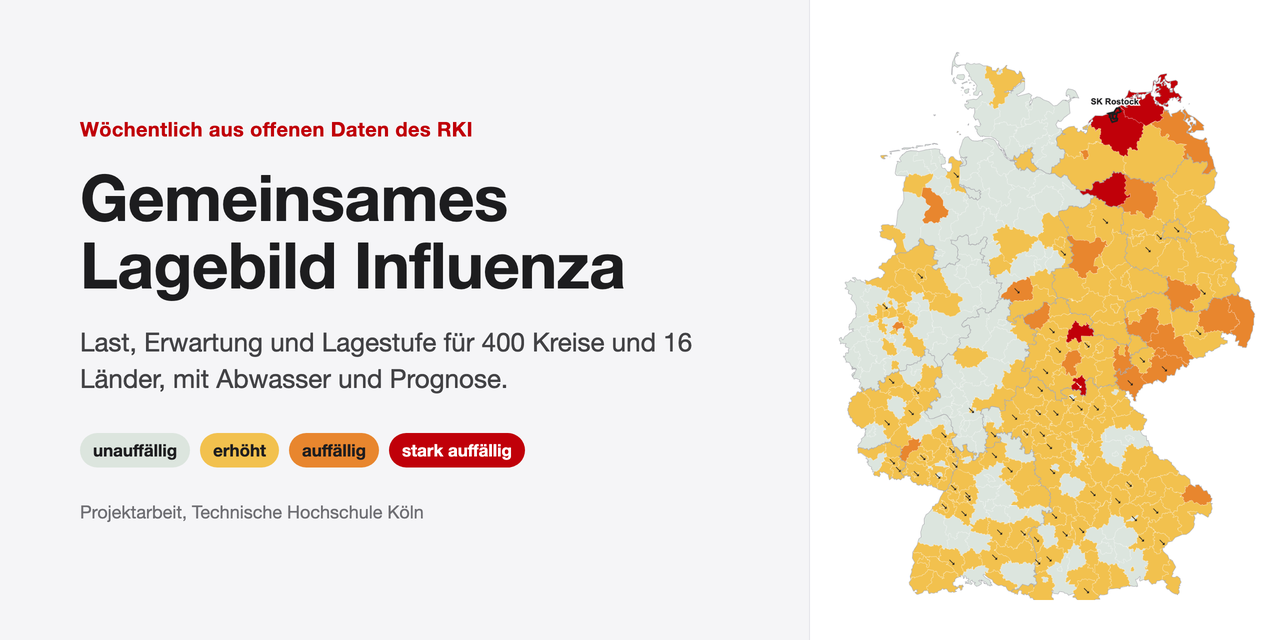 Wöchentlich aus offenen Daten des RKI
Gemeinsames
Lagebild Influenza
Last, Erwartung und Lagestufe für 400 Kreise und 16
Länder, mit Abwasser und Prognose.
unauffällig erhöht auffällig stark auffällig
Projektarbeit, Technische Hochschule Köln
SK Rostock